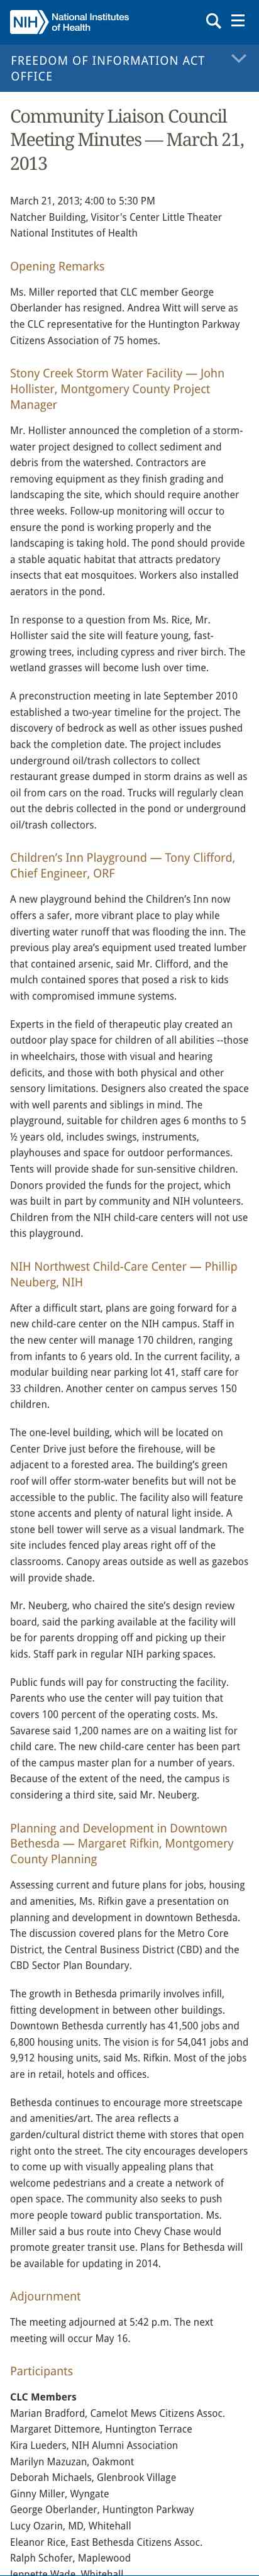 NIH National Institutes
of Health
FREEDOM OF INFORMATION ACT
OFFICE
Community Liaison Council
Meeting Minutes — March 21,
2013
March 21, 2013; 4:00 to 5:30 PM
Natcher Building, Visitor's Center Little Theater
National Institutes of Health
Opening Remarks
Ms. Miller reported that CLC member George
Oberlander has resigned. Andrea Witt will serve as
the CLC representative for the Huntington Parkway
Citizens Association of 75 homes.
Stony Creek Storm Water Facility — John
Hollister, Montgomery County Project
Manager
Mr. Hollister announced the completion of a storm-
water project designed to collect sediment and
debris from the watershed. Contractors are
removing equipment as they finish grading and
landscaping the site, which should require another
three weeks. Follow-up monitoring will occur to
ensure the pond is working properly and the
landscaping is taking hold. The pond should provide
a stable aquatic habitat that attracts predatory
insects that eat mosquitoes. Workers also installed
aerators in the pond.
In response to a question from Ms. Rice, Mr.
Hollister said the site will feature young, fast-
growing trees, including cypress and river birch. The
wetland grasses will become lush over time.
A preconstruction meeting in late September 2010
established a two-year timeline for the project. The
discovery of bedrock as well as other issues pushed
back the completion date. The project includes
underground oil/trash collectors to collect
restaurant grease dumped in storm drains as well as
oil from cars on the road. Trucks will regularly clean
out the debris collected in the pond or underground
oil/trash collectors.
Children’s Inn Playground — Tony Clifford,
Chief Engineer, ORF
A new playground behind the Children’s Inn now
offers a safer, more vibrant place to play while
diverting water runoff that was flooding the inn. The
previous play area’s equipment used treated lumber
that contained arsenic, said Mr. Clifford, and the
mulch contained spores that posed a risk to kids
with compromised immune systems.
Experts in the field of therapeutic play created an
outdoor play space for children of all abilities --those
in wheelchairs, those with visual and hearing
deficits, and those with both physical and other
sensory limitations. Designers also created the space
with well parents and siblings in mind. The
playground, suitable for children ages 6 months to 5
½ years old, includes swings, instruments,
playhouses and space for outdoor performances.
Tents will provide shade for sun-sensitive children.
Donors provided the funds for the project, which
was built in part by community and NIH volunteers.
Children from the NIH child-care centers will not use
this playground.
NIH Northwest Child-Care Center — Phillip
Neuberg, NIH
After a difficult start, plans are going forward for a
new child-care center on the NIH campus. Staff in
the new center will manage 170 children, ranging
from infants to 6 years old. In the current facility, a
modular building near parking lot 41, staff care for
33 children. Another center on campus serves 150
children.
The one-level building, which will be located on
Center Drive just before the firehouse, will be
adjacent to a forested area. The building’s green
roof will offer storm-water benefits but will not be
accessible to the public. The facility also will feature
stone accents and plenty of natural light inside. A
stone bell tower will serve as a visual landmark. The
site includes fenced play areas right off of the
classrooms. Canopy areas outside as well as gazebos
will provide shade.
Mr. Neuberg, who chaired the site’s design review
board, said the parking available at the facility will
be for parents dropping off and picking up their
kids. Staff park in regular NIH parking spaces.
Public funds will pay for constructing the facility.
Parents who use the center will pay tuition that
covers 100 percent of the operating costs. Ms.
Savarese said 1,200 names are on a waiting list for
child care. The new child-care center has been part
of the campus master plan for a number of years.
Because of the extent of the need, the campus is
considering a third site, said Mr. Neuberg.
Planning and Development in Downtown
Bethesda — Margaret Rifkin, Montgomery
County Planning
Assessing current and future plans for jobs, housing
and amenities, Ms. Rifkin gave a presentation on
planning and development in downtown Bethesda.
The discussion covered plans for the Metro Core
District, the Central Business District (CBD) and the
CBD Sector Plan Boundary.
The growth in Bethesda primarily involves infill,
fitting development in between other buildings.
Downtown Bethesda currently has 41,500 jobs and
6,800 housing units. The vision is for 54,041 jobs and
9,912 housing units, said Ms. Rifkin. Most of the jobs
are in retail, hotels and offices.
Bethesda continues to encourage more streetscape
and amenities/art. The area reflects a
garden/cultural district theme with stores that open
right onto the street. The city encourages developers
to come up with visually appealing plans that
welcome pedestrians and a create a network of
open space. The community also seeks to push
more people toward public transportation. Ms.
Miller said a bus route into Chevy Chase would
promote greater transit use. Plans for Bethesda will
be available for updating in 2014.
Adjournment
The meeting adjourned at 5:42 p.m. The next
meeting will occur May 16.
Participants
CLC Members
Marian Bradford, Camelot Mews Citizens Assoc.
Margaret Dittemore, Huntington Terrace
Kira Lueders, NIH Alumni Association
Marilyn Mazuzan, Oakmont
Deborah Michaels, Glenbrook Village
Ginny Miller, Wyngate
George Oberlander, Huntington Parkway
Lucy Ozarin, MD, Whitehall
Eleanor Rice, East Bethesda Citizens Assoc.
Ralph Schofer, Maplewood
Jennette Wade, Whitehall